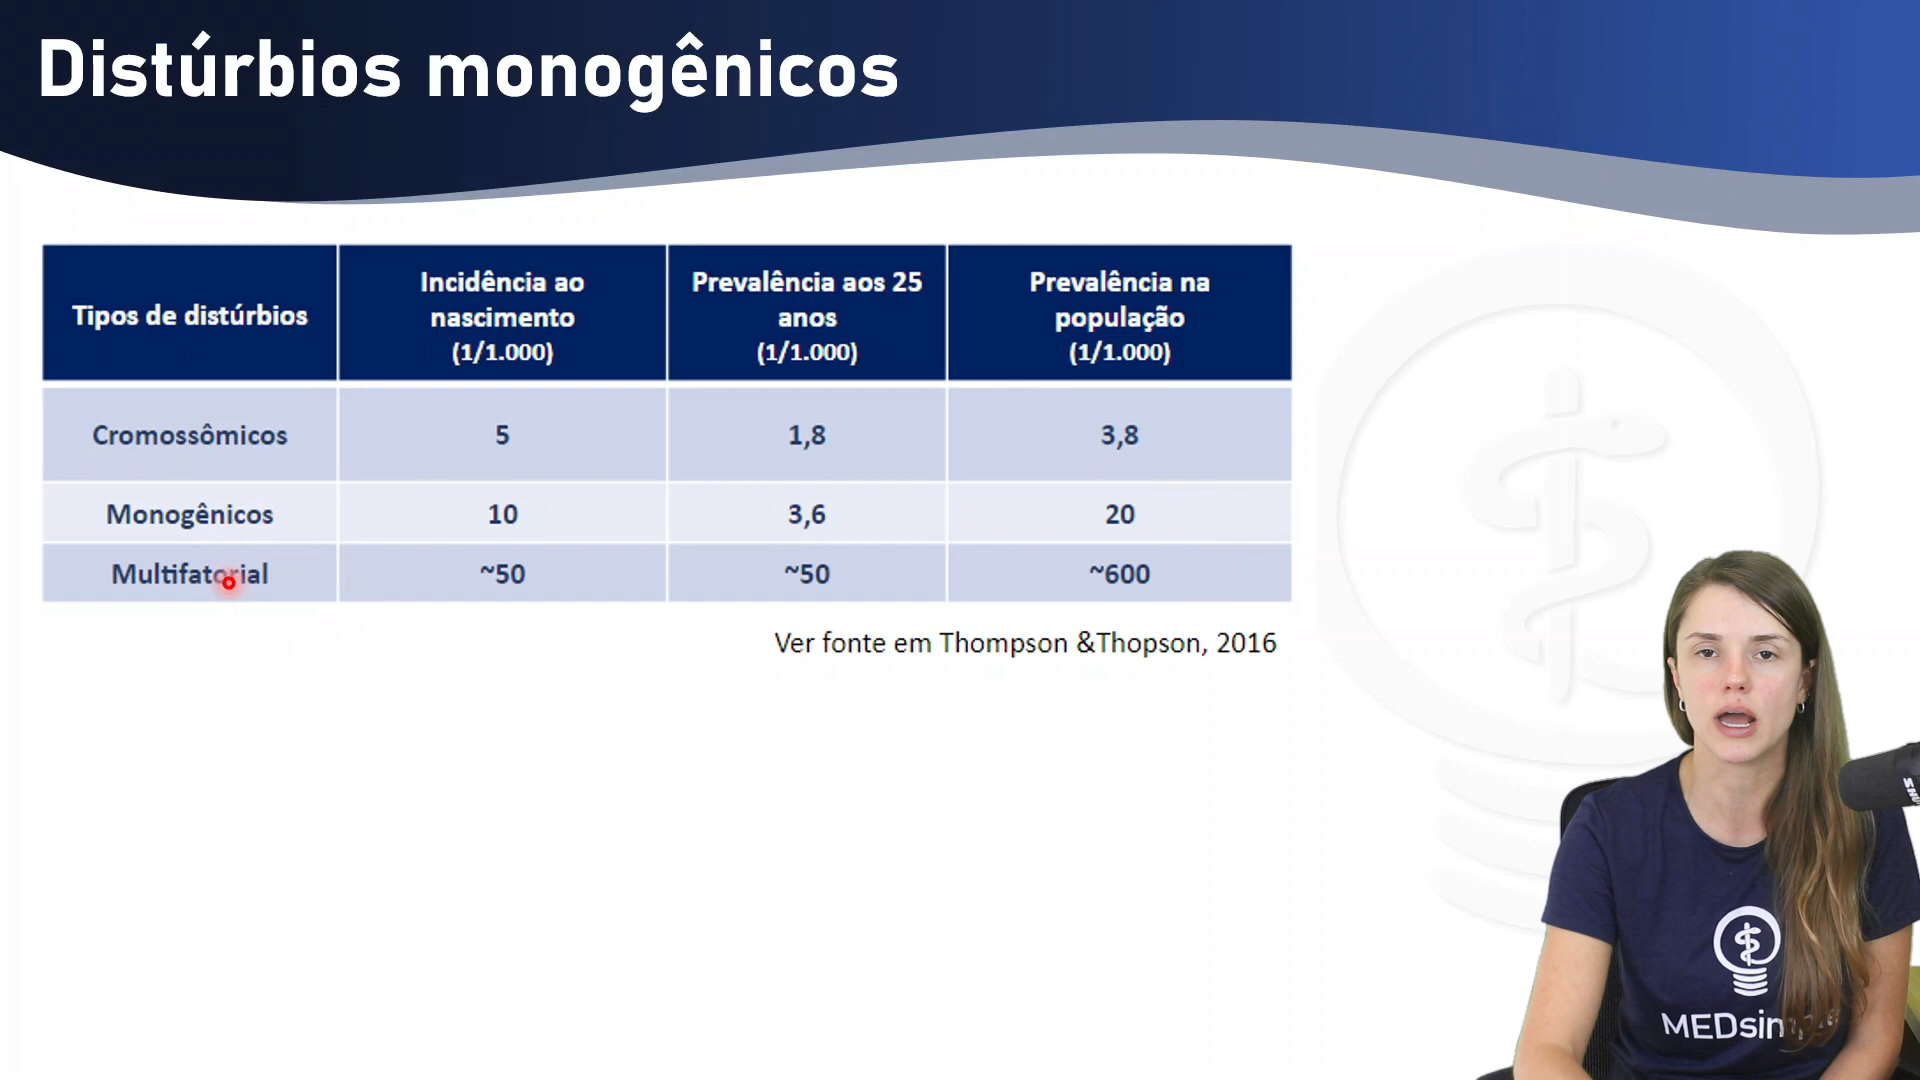 Distúrbios monogênicos
Tipos de distúrbios
Incidência ao
nascimento
(1/1.000)
Prevalência aos 25
anos
(1/1.000)
Prevalência na
população
(1/1.000)
Cromossômicos 5 1,8 3,8
Monogênicos 10 3,6 20
Multifatorial ~50 ~50 ~600
Ver fonte em Thompson &Thopson, 2016